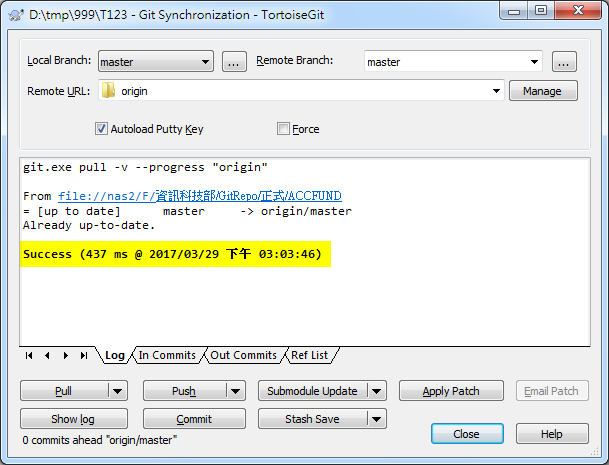 D:\tmp\999\T123 - Git Synchronization - TortoiseGit
Local Branch: master ... Remote Branch: master ...
Remote URL: origin Manage
Autoload Putty Key Force
git.exe pull -v --progress "origin"
From file://nas2/F/資訊科技部/GitRepo/正式/ACCFUND
= [up to date] master -> origin/master
Already up-to-date.
Success (437 ms @ 2017/03/29 下午 03:03:46)
Log In Commits Out Commits Ref List
Pull Push Submodule Update Apply Patch Email Patch
Show log Commit Stash Save
0 commits ahead "origin/master" Close Help